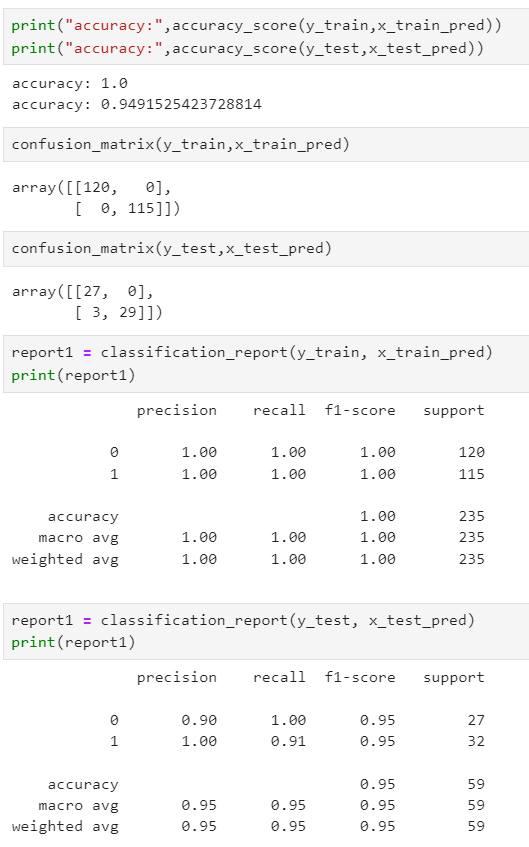 print("accuracy:",accuracy_score(y_train,x_train_pred))
print("accuracy:",accuracy_score(y_test,x_test_pred))
accuracy: 1.0
accuracy: 0.9491525423728814
confusion_matrix(y_train,x_train_pred)
array([[120,   0],
       [  0, 115]])
confusion_matrix(y_test,x_test_pred)
array([[27,  0],
       [ 3, 29]])
report1 = classification_report(y_train, x_train_pred)
print(report1)
              precision    recall  f1-score   support
           0       1.00      1.00      1.00       120
           1       1.00      1.00      1.00       115
    accuracy                           1.00       235
   macro avg       1.00      1.00      1.00       235
weighted avg       1.00      1.00      1.00       235
report1 = classification_report(y_test, x_test_pred)
print(report1)
              precision    recall  f1-score   support
           0       0.90      1.00      0.95        27
           1       1.00      0.91      0.95        32
    accuracy                           0.95        59
   macro avg       0.95      0.95      0.95        59
weighted avg       0.95      0.95      0.95        59